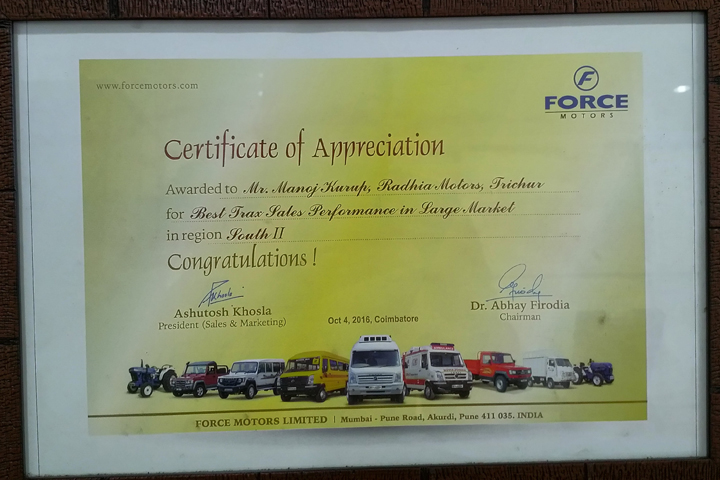 www.forcemotors.com
FORCE
MOTORS
Certificate of Appreciation
Awarded to Mr. Manoj Kurup, Radhia Motors, Trichur
for Best Trax Sales Performance in Large Market
in region South II
Congratulations !
Ashutosh Khosla
President (Sales & Marketing)
Oct 4, 2016, Coimbatore
Dr. Abhay Firodia
Chairman
FORCE MOTORS LIMITED | Mumbai - Pune Road, Akurdi, Pune 411 035. INDIA